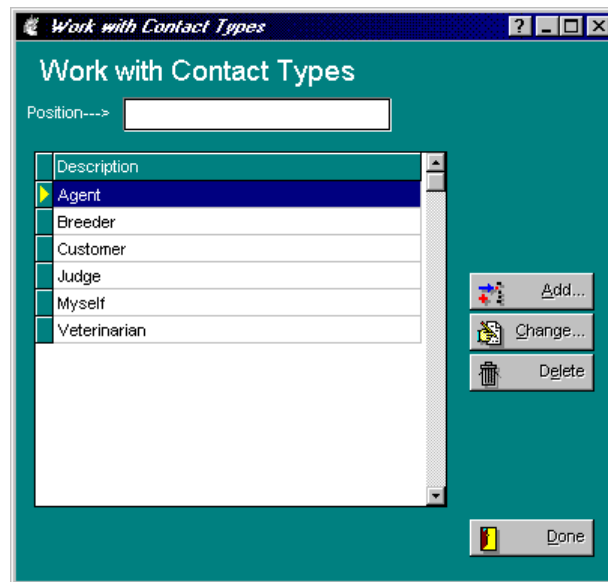 Work with Contact Types
Work with Contact Types
Position--->
Description
Agent
Breeder
Customer
Judge
Myself
Veterinarian
Add...
Change...
Delete
Done